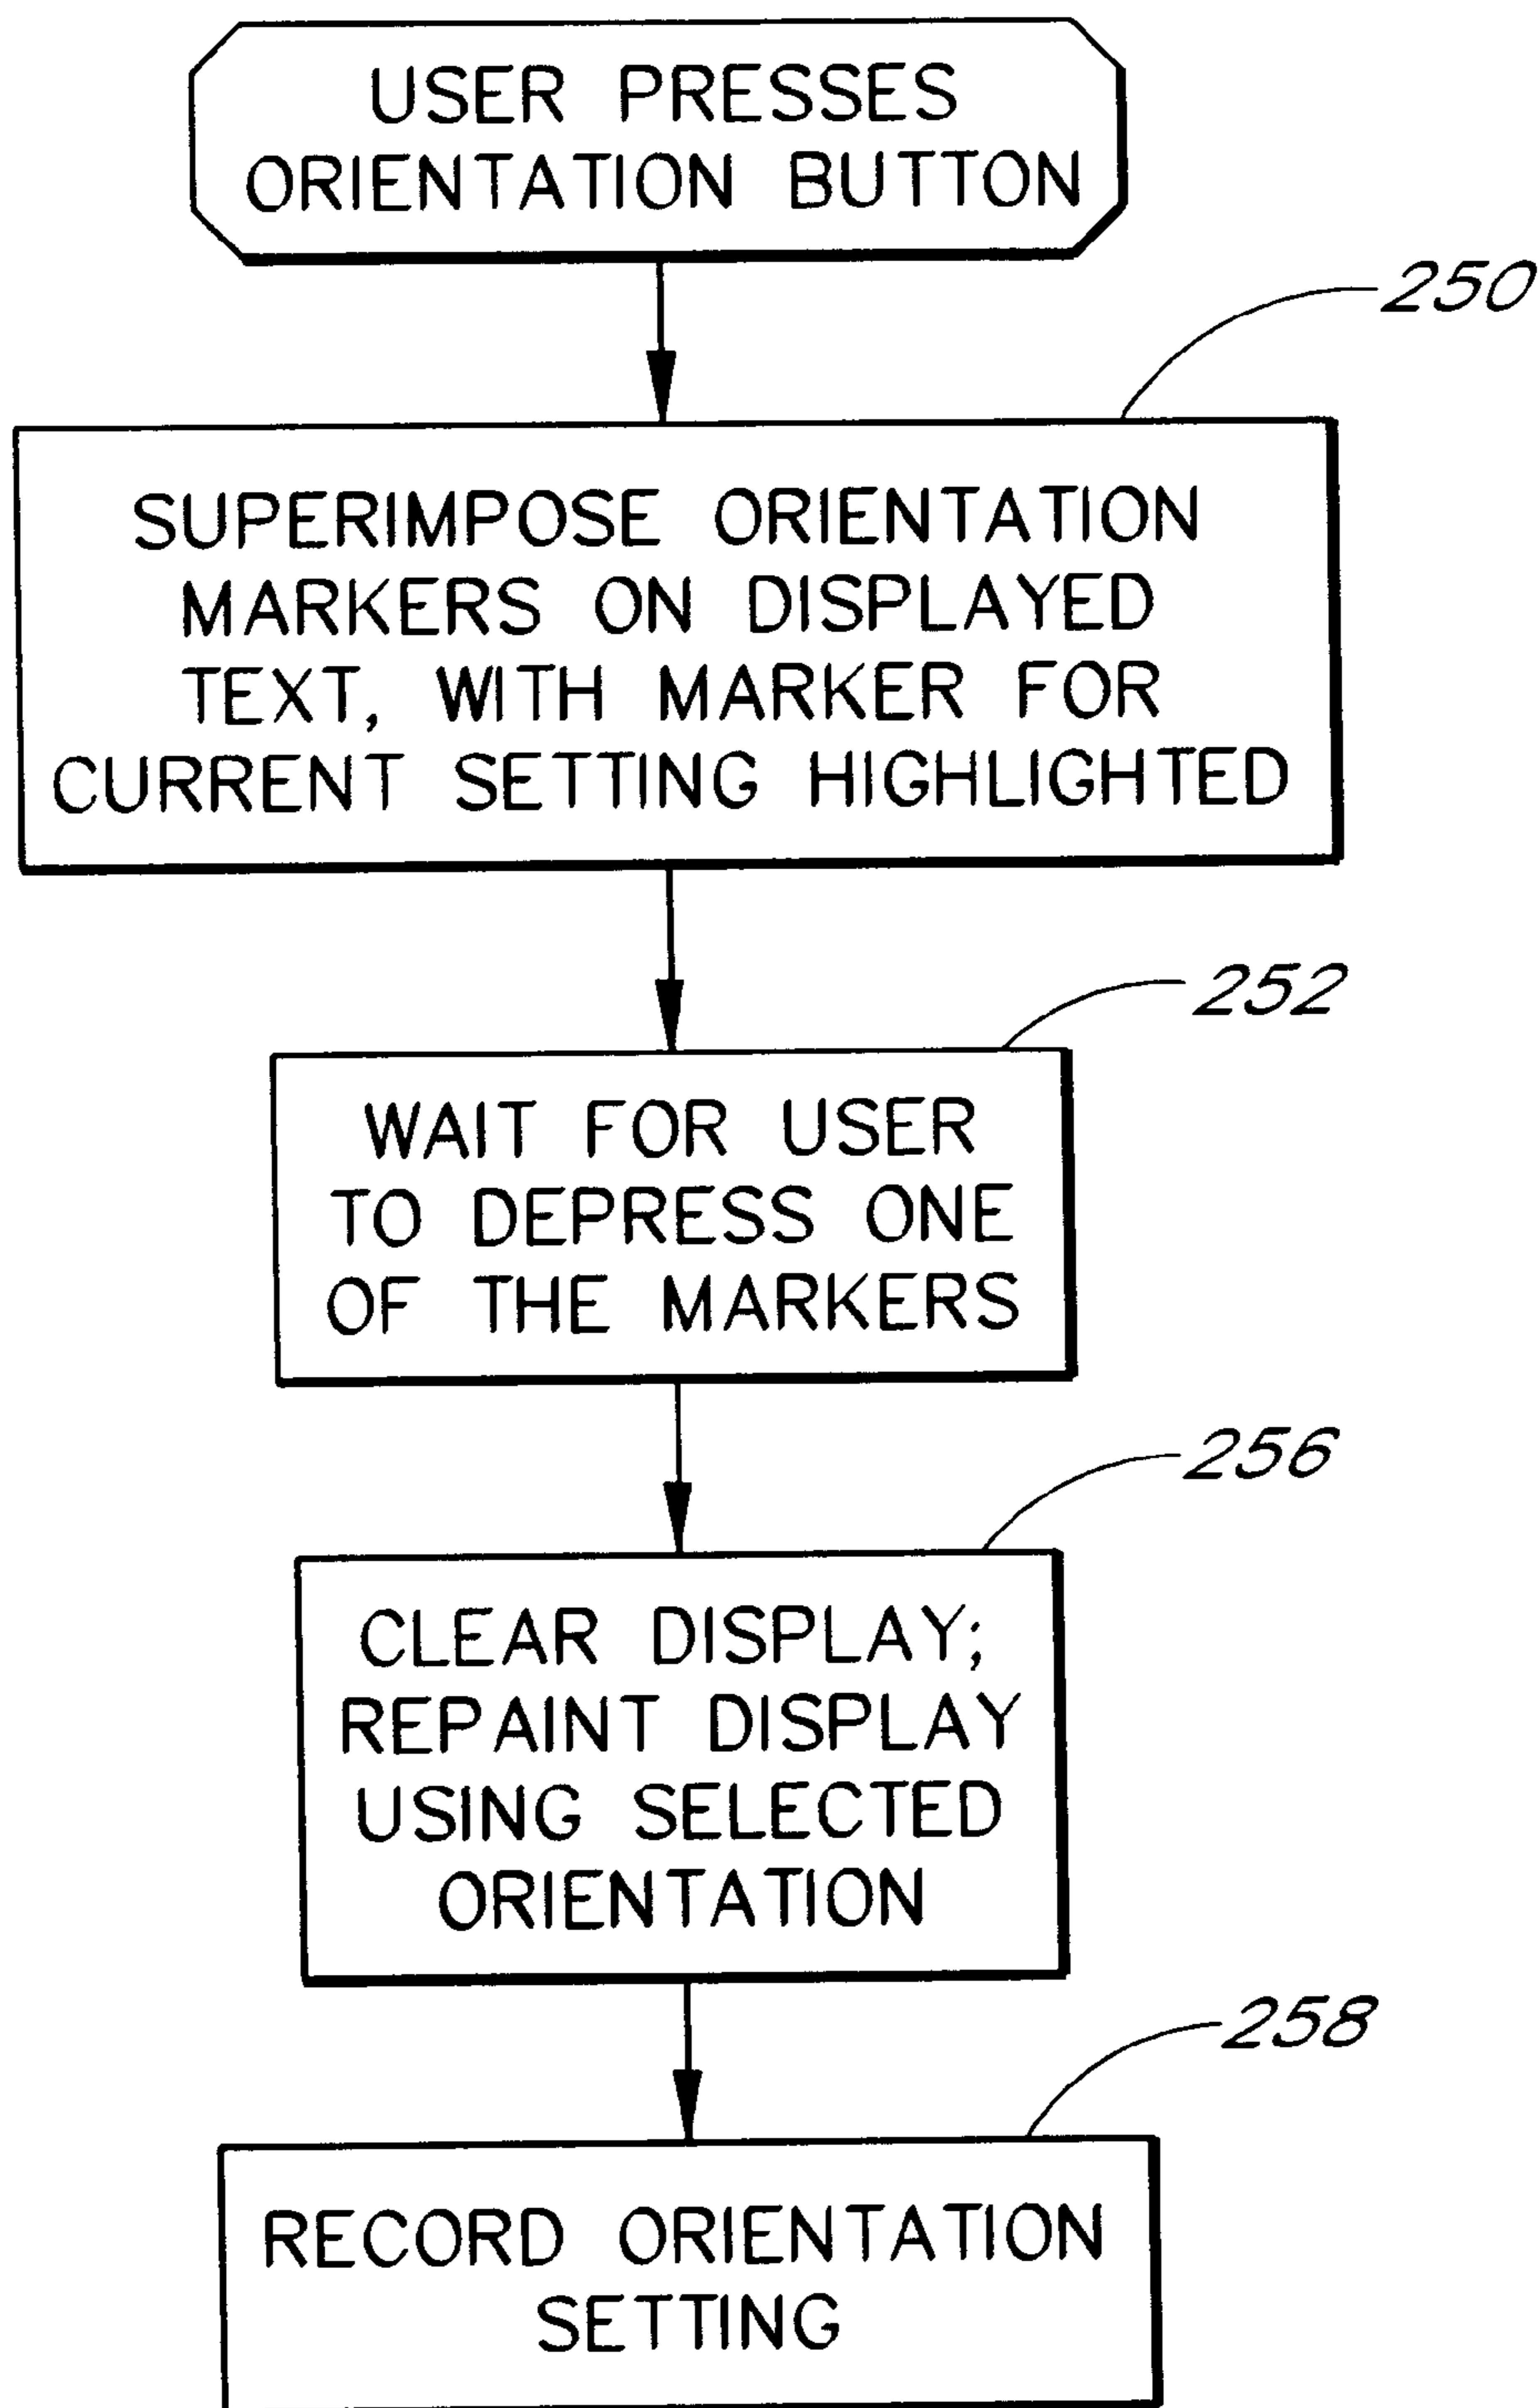 USER PRESSES
ORIENTATION BUTTON
250
SUPERIMPOSE ORIENTATION
MARKERS ON DISPLAYED
TEXT, WITH MARKER FOR
CURRENT SETTING HIGHLIGHTED
252
WAIT FOR USER
TO DEPRESS ONE
OF THE MARKERS
256
CLEAR DISPLAY;
REPAINT DISPLAY
USING SELECTED
ORIENTATION
258
RECORD ORIENTATION
SETTING